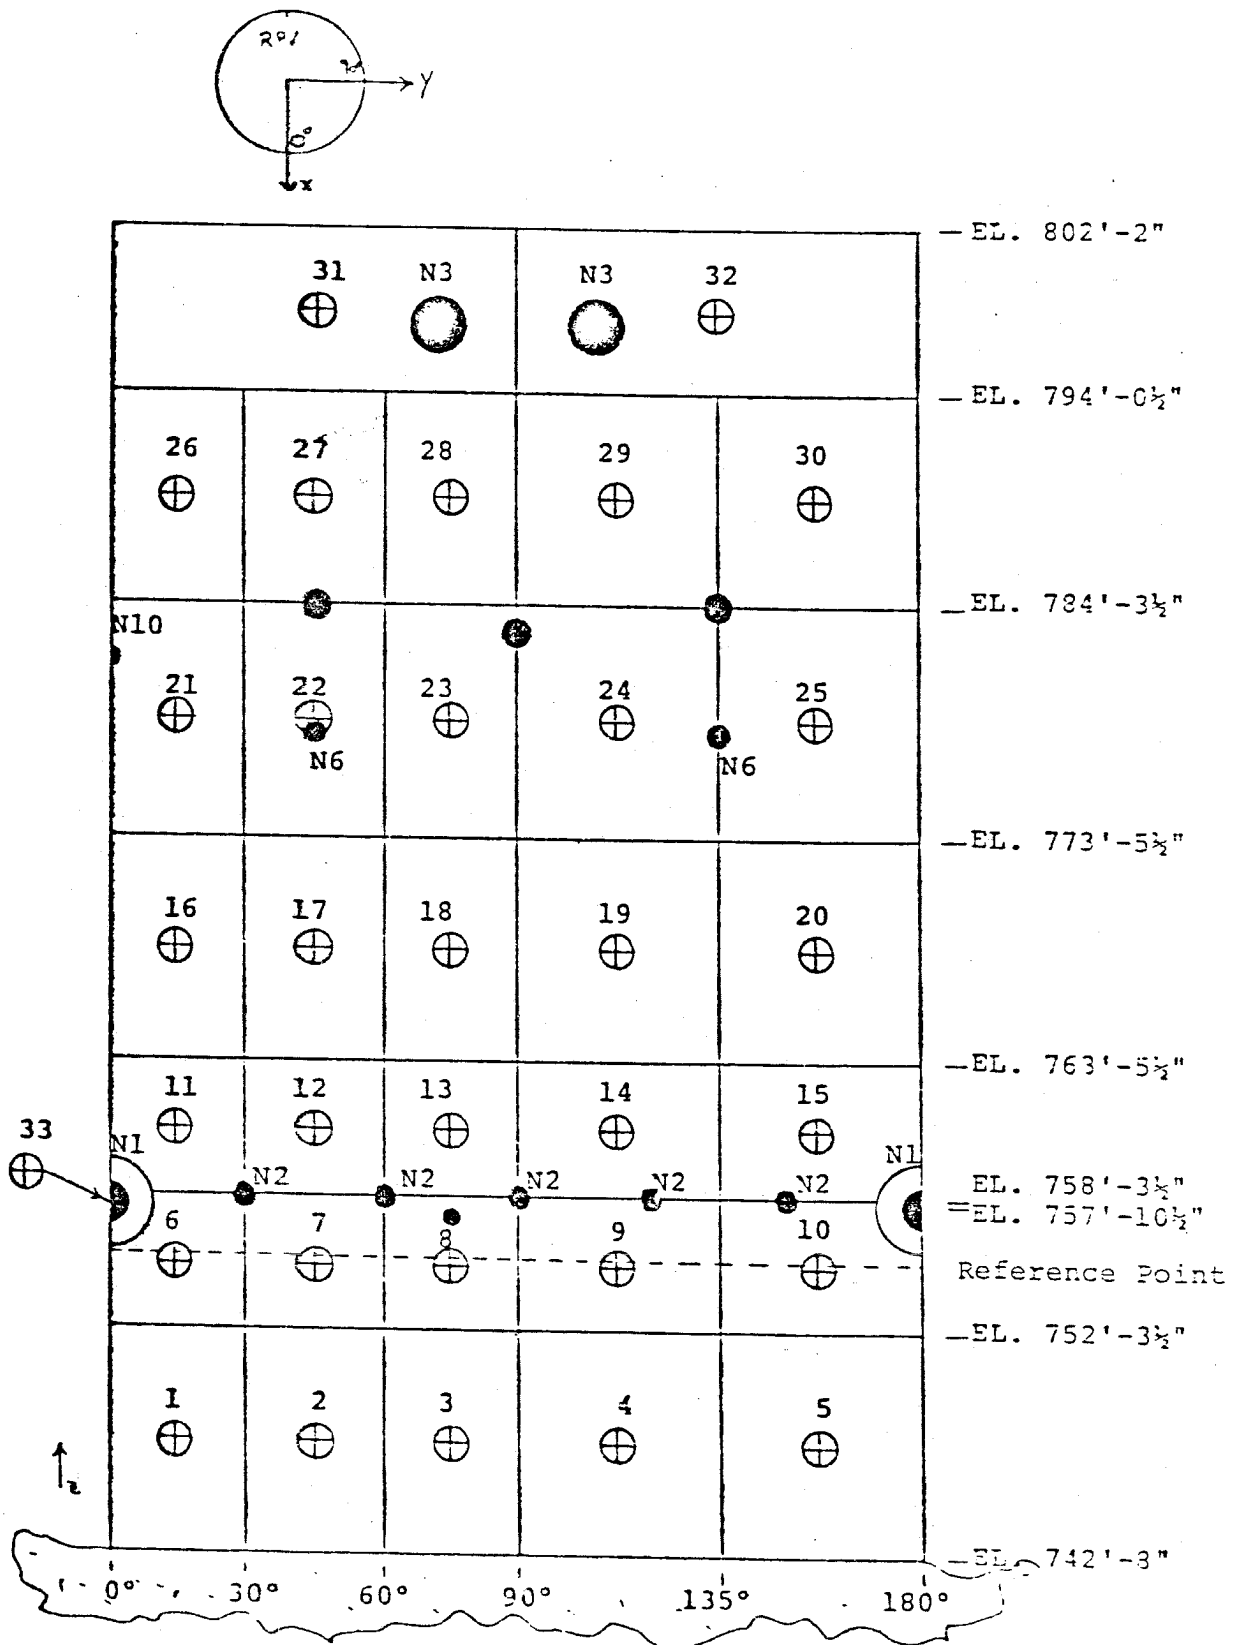 RPV
Y
0°
x
EL. 802'-2"
31 N3 N3 32
EL. 794'-0½"
26 27 28 29 30
EL. 784'-3½"
N10
21 22 23 24 25
N6 N6
EL. 773'-5½"
16 17 18 19 20
EL. 763'-5½"
11 12 13 14 15
33 N1 N1
N2 N2 N2 N2 N2
EL. 758'-3½"
EL. 757'-10½"
6 7 8 9 10
Reference Point
EL. 752'-3½"
1 2 3 4 5
z
EL. 742'-8"
0° 30° 60° 90° 135° 180°